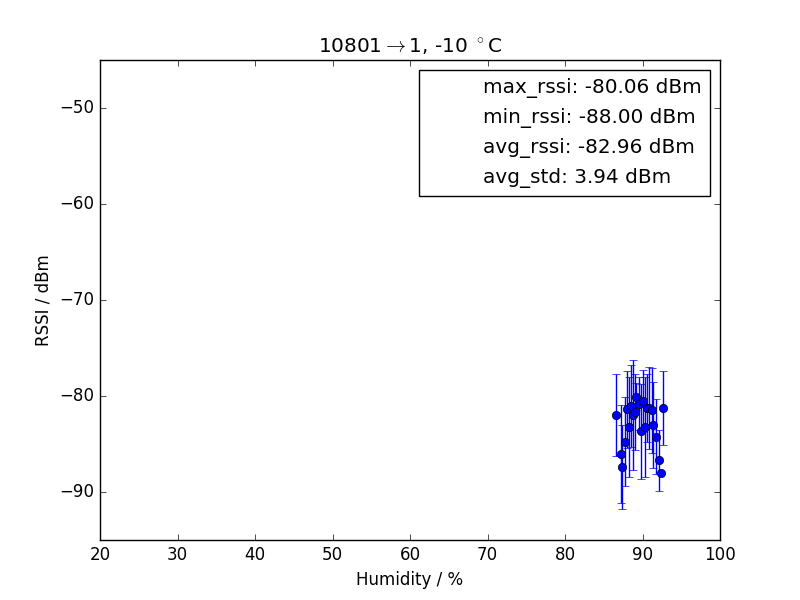 10801→1, -10 °C
max_rssi: -80.06 dBm
min_rssi: -88.00 dBm
avg_rssi: -82.96 dBm
avg_std: 3.94 dBm
RSSI / dBm
−50
−60
−70
−80
−90
20 30 40 50 60 70 80 90 100
Humidity / %